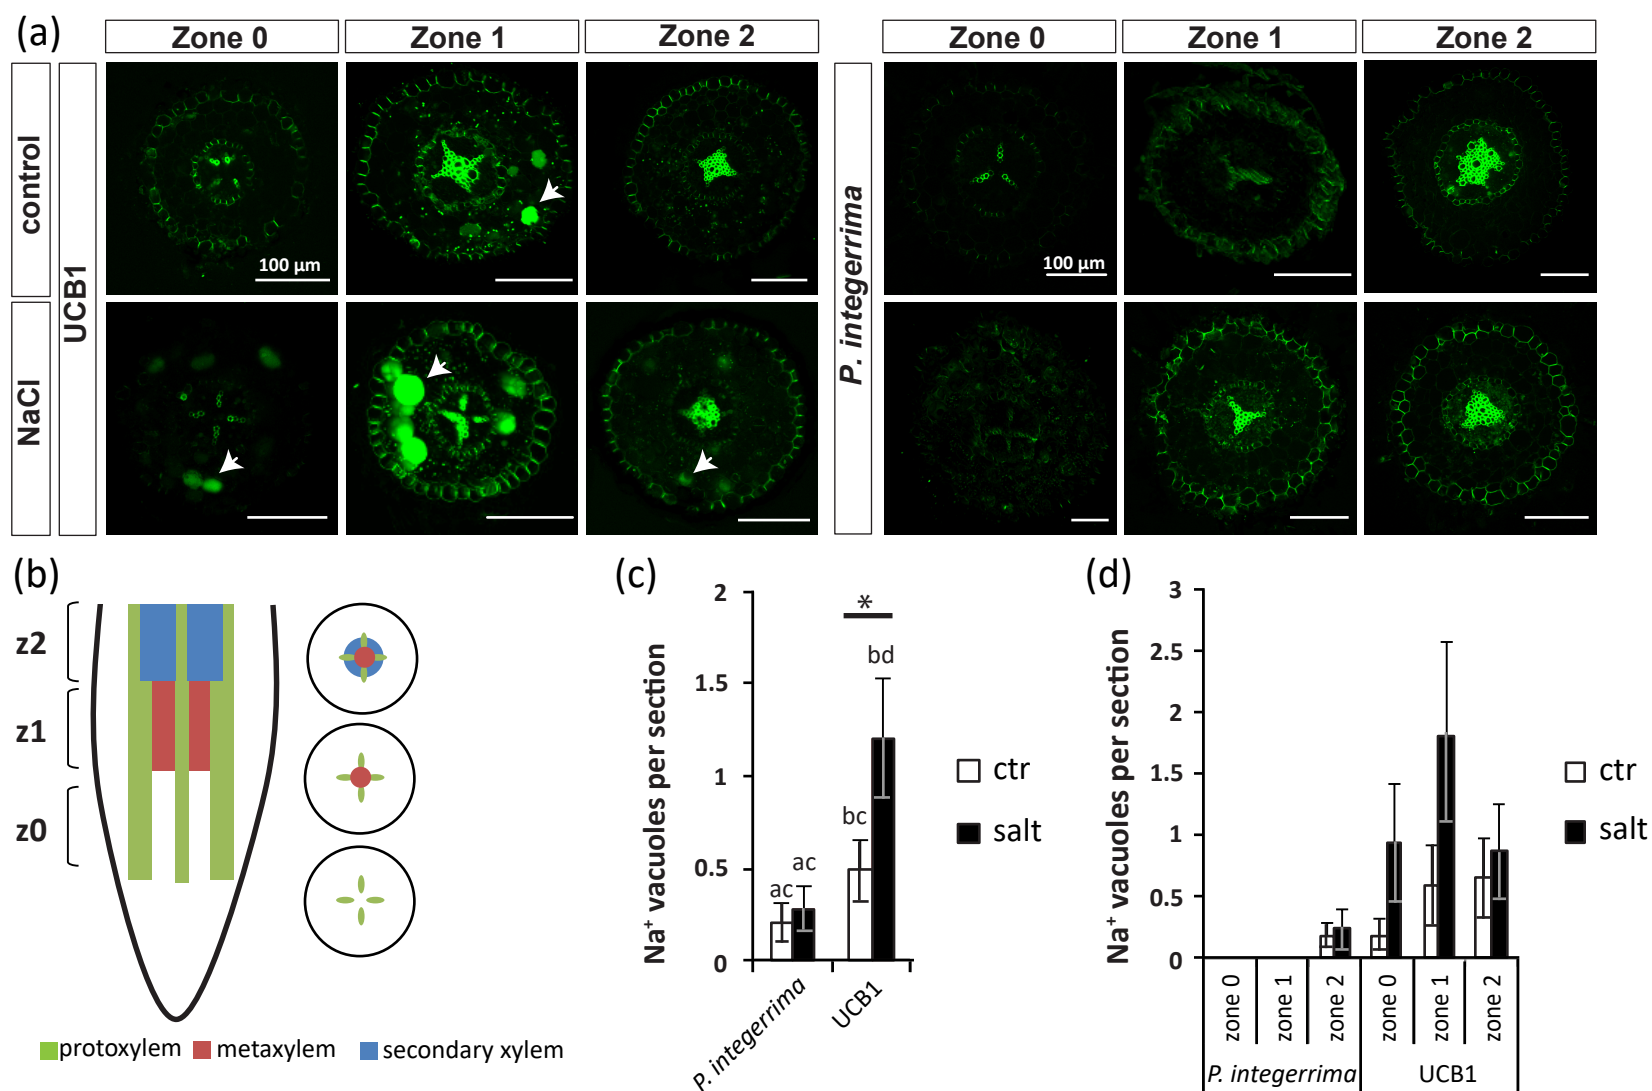 (a)
Zone 0
Zone 1
Zone 2
Zone 0
Zone 1
Zone 2
control
UCB1
NaCl
P. integerrima
100 µm
100 µm
(b)
z2
z1
z0
protoxylem
metaxylem
secondary xylem
(c)
Na⁺ vacuoles per section
2
1.5
1
0.5
0
*
ac
ac
bc
bd
P. integerrima
UCB1
ctr
salt
(d)
Na⁺ vacuoles per section
3
2.5
2
1.5
1
0.5
0
zone 0
zone 1
zone 2
zone 0
zone 1
zone 2
P. integerrima
UCB1
ctr
salt